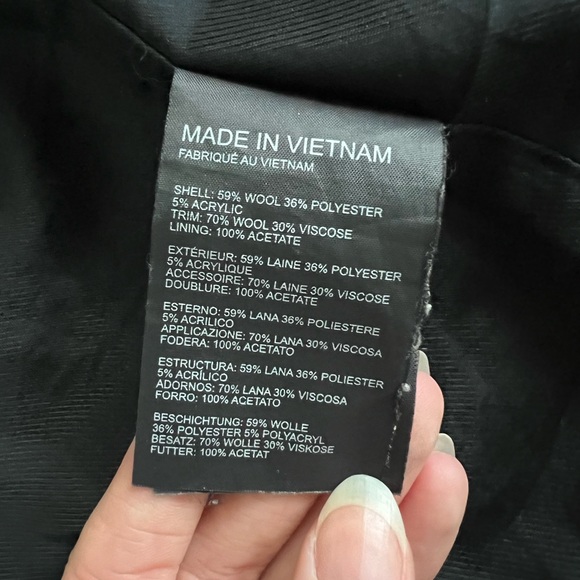 MADE IN VIETNAM
FABRIQUÉ AU VIETNAM
SHELL: 59% WOOL 36% POLYESTER
5% ACRYLIC
TRIM: 70% WOOL 30% VISCOSE
LINING: 100% ACETATE
EXTÉRIEUR: 59% LAINE 36% POLYESTER
5% ACRYLIQUE
ACCESSOIRE: 70% LAINE 30% VISCOSE
DOUBLURE: 100% ACETATE
ESTERNO: 59% LANA 36% POLIESTERE
5% ACRILICO
APPLICAZIONE: 70% LANA 30% VISCOSA
FODERA: 100% ACETATO
ESTRUCTURA: 59% LANA 36% POLIÉSTER
5% ACRÍLICO
ADORNOS: 70% LANA 30% VISCOSA
FORRO: 100% ACETATO
BESCHICHTUNG: 59% WOLLE
36% POLYESTER 5% POLYACRYL
BESATZ: 70% WOLLE 30% VISKOSE
FUTTER: 100% ACETAT